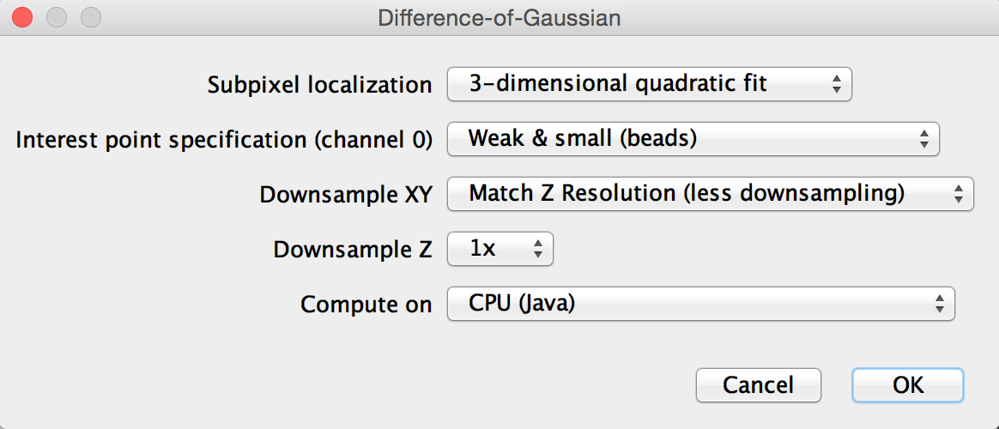 Difference-of-Gaussian
Subpixel localization 3-dimensional quadratic fit
Interest point specification (channel 0) Weak & small (beads)
Downsample XY Match Z Resolution (less downsampling)
Downsample Z 1x
Compute on CPU (Java)
Cancel OK